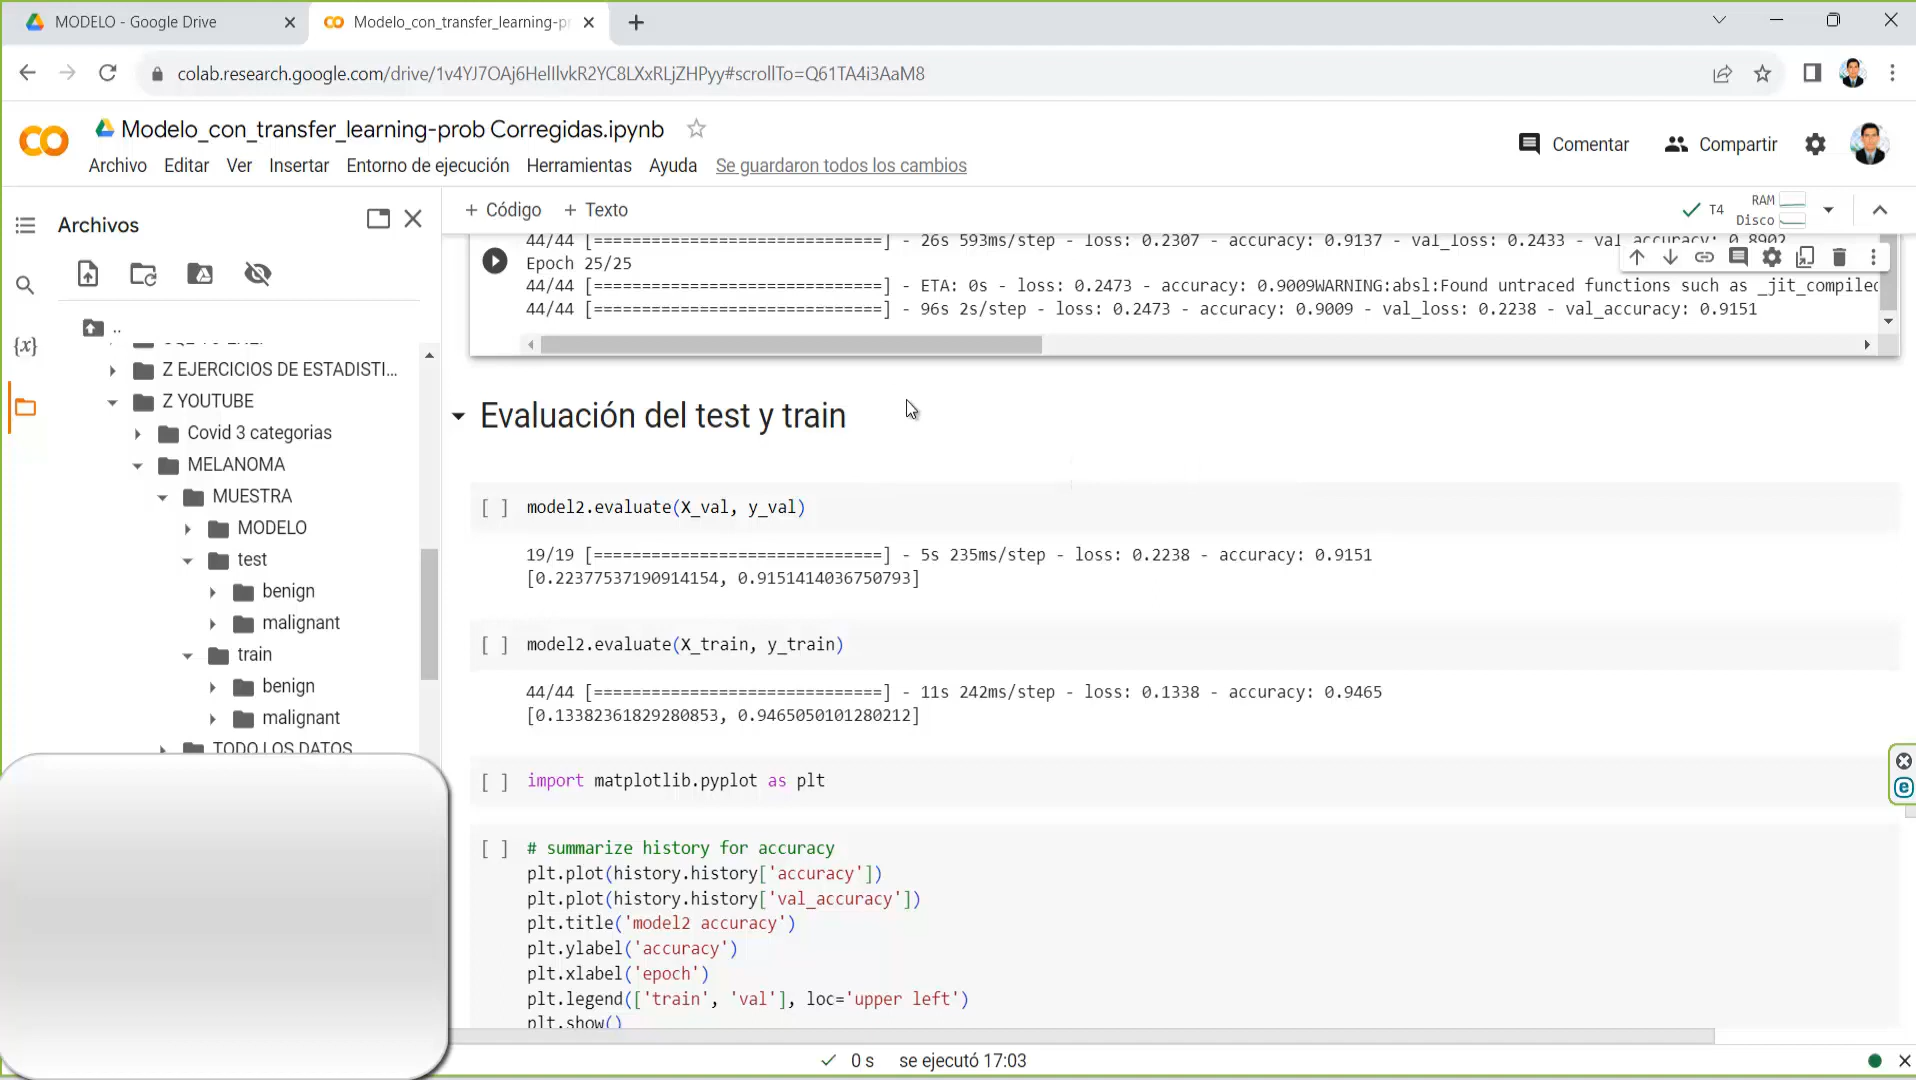 MODELO - Google Drive
Modelo_con_transfer_learning-pr
colab.research.google.com/drive/1v4YJ7OAj6HelIlvkR2YC8LXxRLjZHPyy#scrollTo=Q61TA4i3AaM8
Modelo_con_transfer_learning-prob Corregidas.ipynb
Comentar
Compartir
Archivo Editar Ver Insertar Entorno de ejecución Herramientas Ayuda Se guardaron todos los cambios
Archivos
+ Código + Texto
T4
RAM
Disco
..
Z EJERCICIOS DE ESTADISTI...
Z YOUTUBE
Covid 3 categorias
MELANOMA
MUESTRA
MODELO
test
benign
malignant
train
benign
malignant
TODO LOS DATOS
{x}
44/44 [==============================] - 26s 593ms/step - loss: 0.2307 - accuracy: 0.9137 - val_loss: 0.2433 - val_accuracy: 0.8902
Epoch 25/25
44/44 [==============================] - ETA: 0s - loss: 0.2473 - accuracy: 0.9009WARNING:absl:Found untraced functions such as _jit_compiled
44/44 [==============================] - 96s 2s/step - loss: 0.2473 - accuracy: 0.9009 - val_loss: 0.2238 - val_accuracy: 0.9151
Evaluación del test y train
[ ] model2.evaluate(X_val, y_val)
19/19 [==============================] - 5s 235ms/step - loss: 0.2238 - accuracy: 0.9151
[0.22377537190914154, 0.9151414036750793]
[ ] model2.evaluate(X_train, y_train)
44/44 [==============================] - 11s 242ms/step - loss: 0.1338 - accuracy: 0.9465
[0.13382361829280853, 0.9465050101280212]
[ ] import matplotlib.pyplot as plt
[ ] # summarize history for accuracy
plt.plot(history.history['accuracy'])
plt.plot(history.history['val_accuracy'])
plt.title('model2 accuracy')
plt.ylabel('accuracy')
plt.xlabel('epoch')
plt.legend(['train', 'val'], loc='upper left')
plt.show()
0 s se ejecutó 17:03